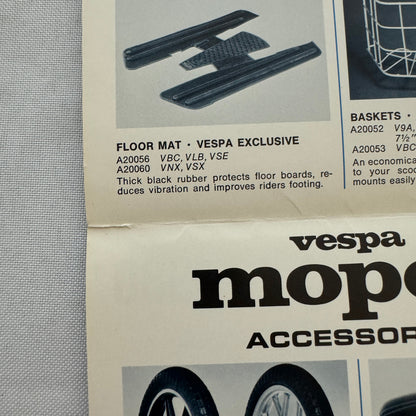 FLOOR MAT · VESPA EXCLUSIVE
A20056 VBC, VLB, VSE
A20060 VNX, VSX
Thick black rubber protects floor boards, re-
duces vibration and improves riders footing.
BASKETS ·
A20052 V9A,
7½"
A20053 VBC
An economical
to your scoo
mounts easily
vespa
mope
ACCESSOR